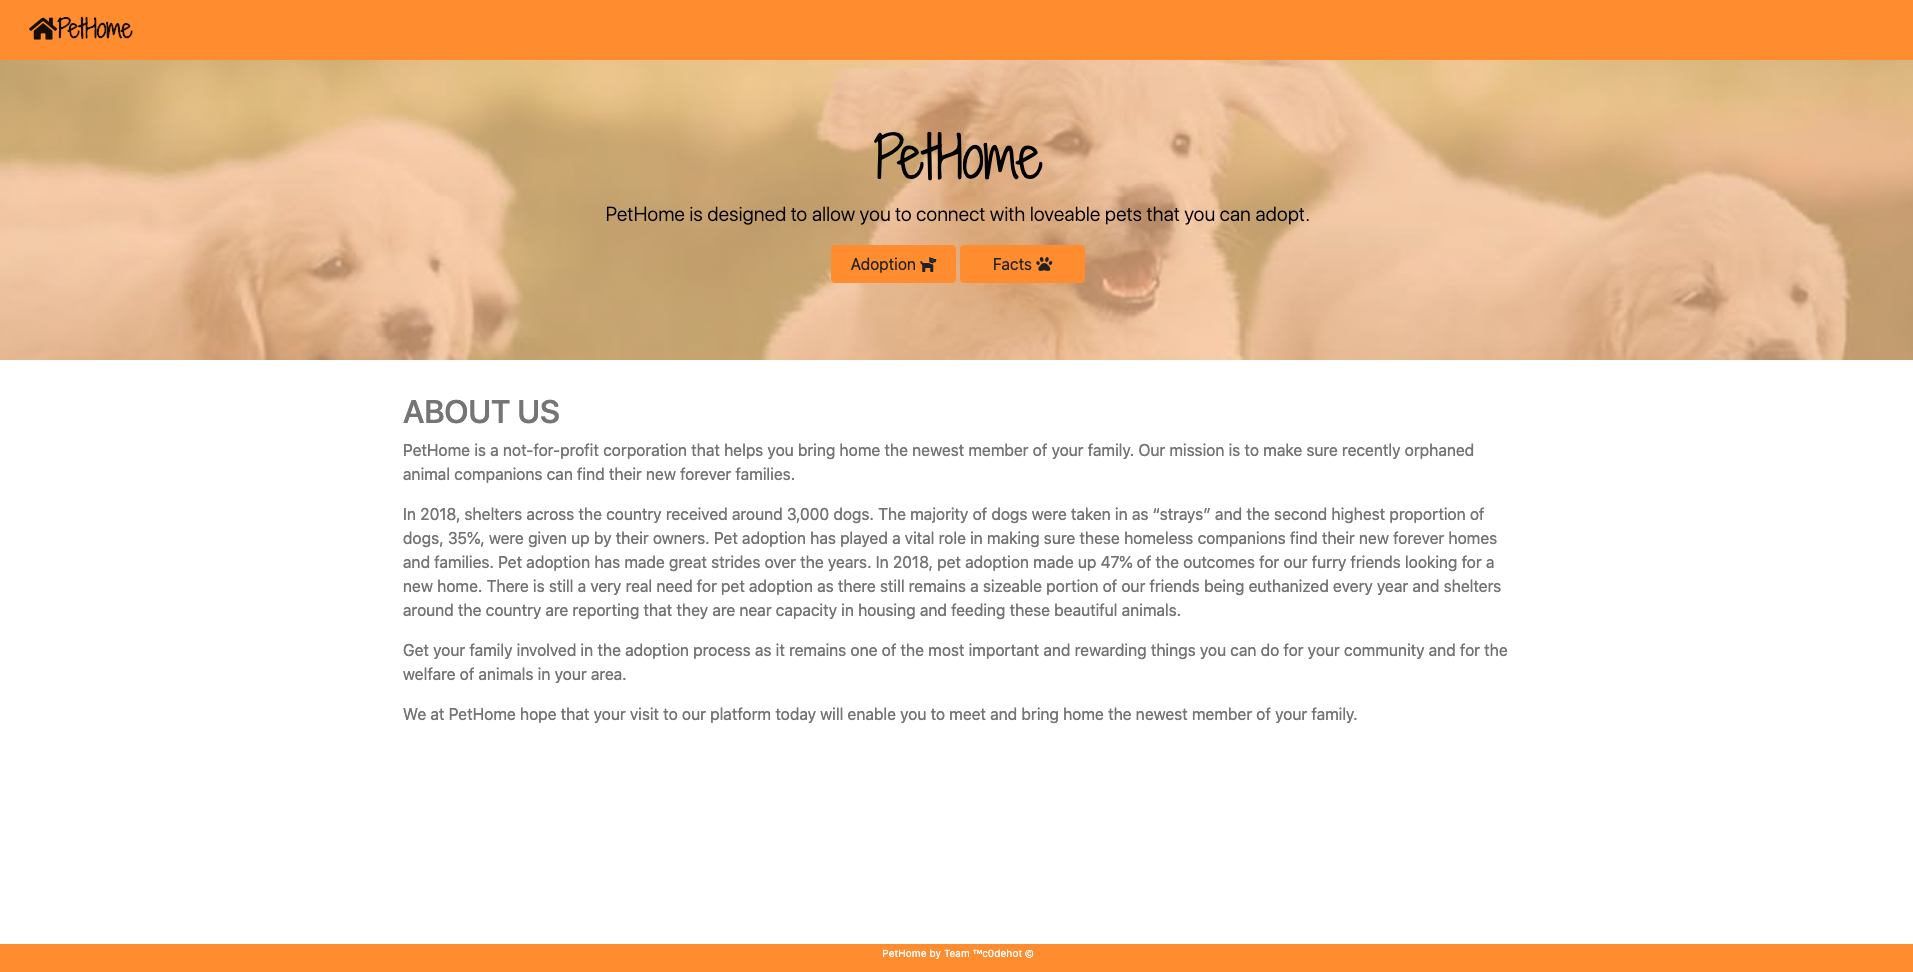 PetHome
PetHome
PetHome is designed to allow you to connect with loveable pets that you can adopt.
Adoption
Facts
ABOUT US
PetHome is a not-for-profit corporation that helps you bring home the newest member of your family. Our mission is to make sure recently orphaned
animal companions can find their new forever families.
In 2018, shelters across the country received around 3,000 dogs. The majority of dogs were taken in as “strays” and the second highest proportion of
dogs, 35%, were given up by their owners. Pet adoption has played a vital role in making sure these homeless companions find their new forever homes
and families. Pet adoption has made great strides over the years. In 2018, pet adoption made up 47% of the outcomes for our furry friends looking for a
new home. There is still a very real need for pet adoption as there still remains a sizeable portion of our friends being euthanized every year and shelters
around the country are reporting that they are near capacity in housing and feeding these beautiful animals.
Get your family involved in the adoption process as it remains one of the most important and rewarding things you can do for your community and for the
welfare of animals in your area.
We at PetHome hope that your visit to our platform today will enable you to meet and bring home the newest member of your family.
PetHome by Team ™c0dehot ©